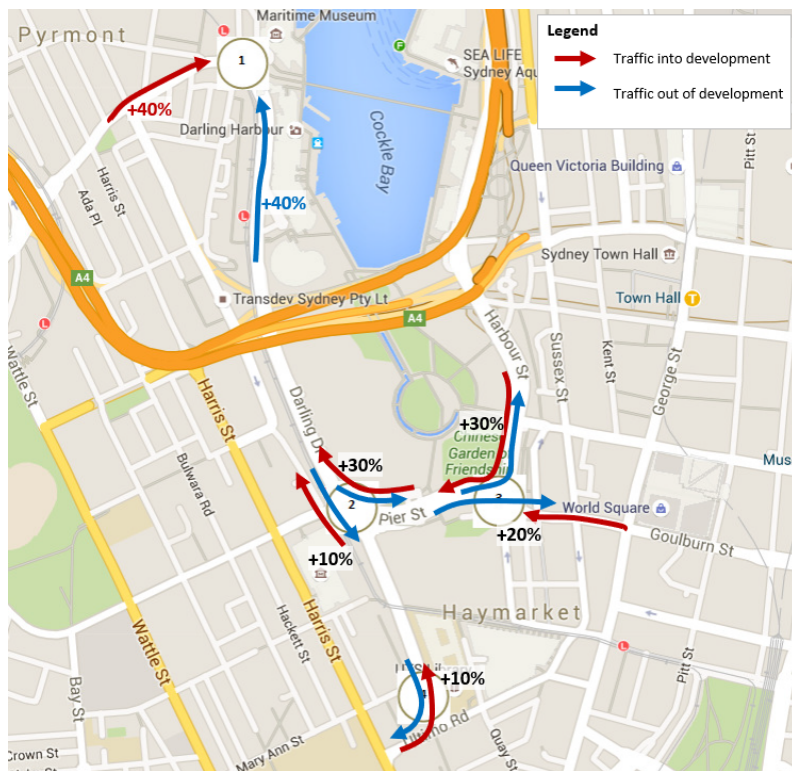 Maritime Museum
Pyrmont
1
F
SEA LIFE
Sydney Aqu
Legend
Traffic into development
Traffic out of development
+40%
L
Darling Harbour
Cockle
Bay
Pitt St
Queen Victoria Building
Harris St
Ada Pl
L
+40%
Sydney Town Hall
A4
Transdev Sydney Pty Lt
Town Hall
T
L
A4
Harbour St
Sussex St
Kent St
George St
Wattle St
Darling Dr
Harris St
+30%
Chines
Garden of
Friendship
Mus
+30%
Bulwara Rd
2
3
Pier St
World Square
+20%
Goulburn St
+10%
Haymarket
Hackett St
Harris St
L
Wattle St
Bay St
Pitt St
+10%
4
Ultimo Rd
Quay St
Mary Ann St
Crown St